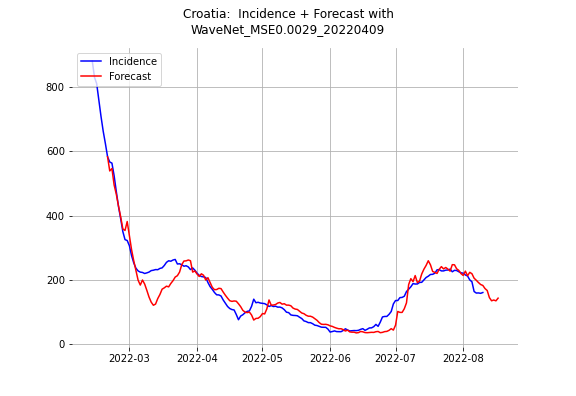 Croatia:  Incidence + Forecast with
WaveNet_MSE0.0029_20220409
Incidence
Forecast
800
600
400
200
0
2022-03
2022-04
2022-05
2022-06
2022-07
2022-08